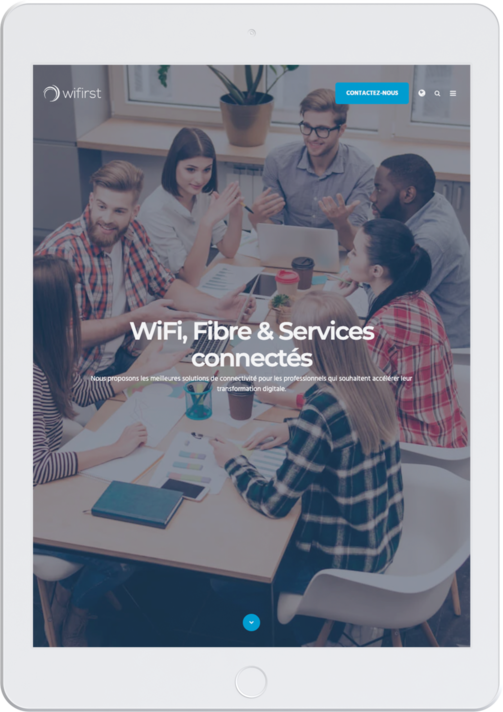 wifirst
CONTACTEZ-NOUS
WiFi, Fibre & Services
connectés
Nous proposons les meilleures solutions de connectivité pour les professionnels qui souhaitent accélérer leur
transformation digitale.